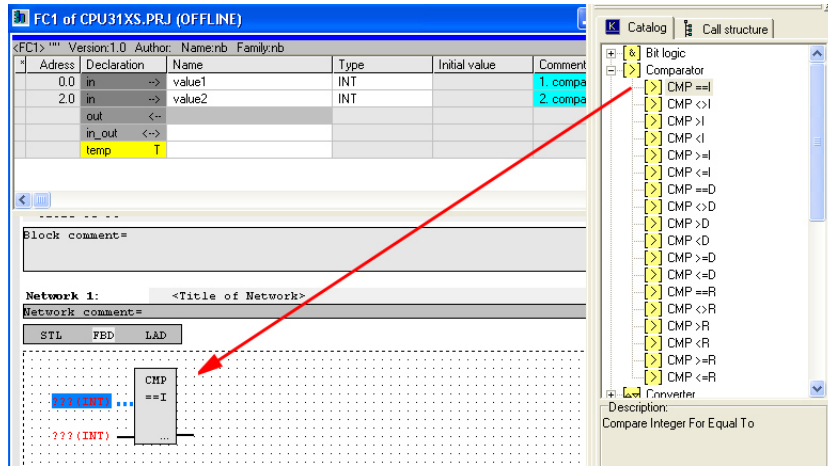 FC1 of CPU31XS.PRJ (OFFLINE)
<FC1> "" Version:1.0 Author: Name:nb Family:nb
* Adress Declaration Name Type Initial value Comment
0.0 in --> value1 INT 1. compa
2.0 in --> value2 INT 2. compa
out <--
in_out <-->
temp T
Block comment=
Network 1: <Title of Network>
Network comment=
STL FBD LAD
CMP
==I
???(INT)
???(INT) ...
K Catalog Call structure
& Bit logic
> Comparator
> CMP ==I
> CMP <>I
> CMP >I
> CMP <I
> CMP >=I
> CMP <=I
> CMP ==D
> CMP <>D
> CMP >D
> CMP <D
> CMP >=D
> CMP <=D
> CMP ==R
> CMP <>R
> CMP >R
> CMP <R
> CMP >=R
> CMP <=R
Converter
Description:
Compare Integer For Equal To